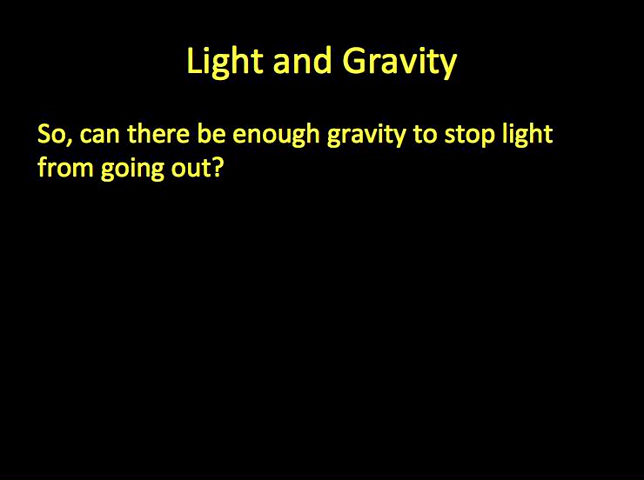 Light and Gravity
So, can there be enough gravity to stop light
from going out?